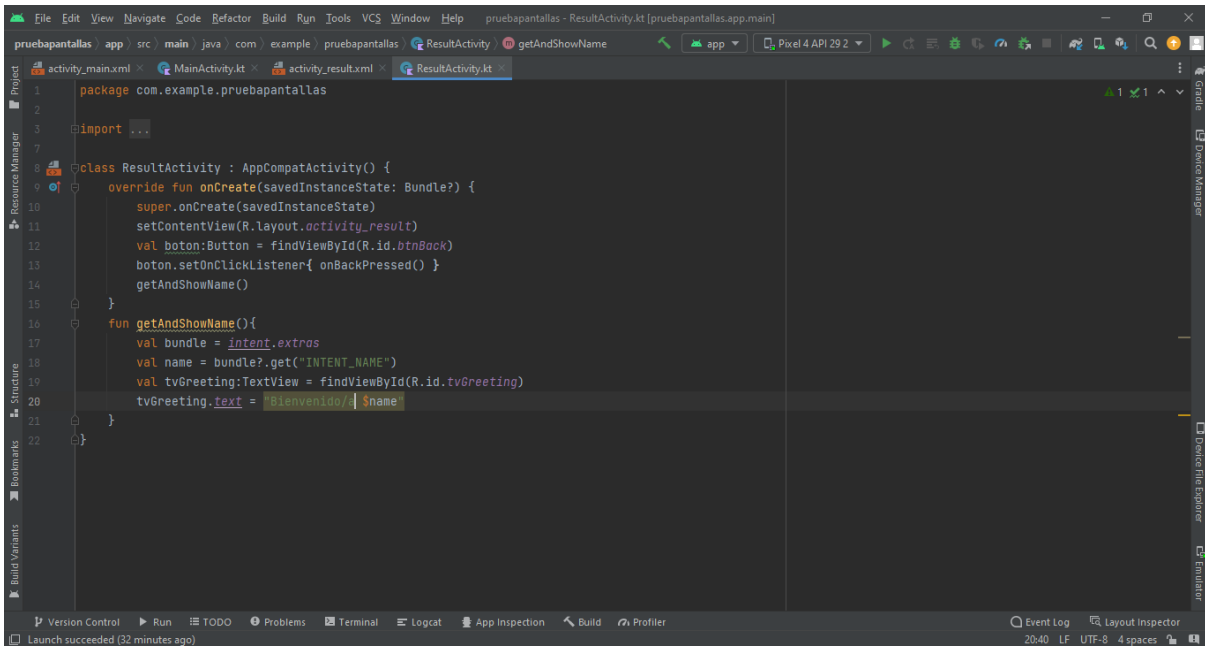 File Edit View Navigate Code Refactor Build Run Tools VCS Window Help pruebapantallas - ResultActivity.kt [pruebapantallas.app.main]
pruebapantallas app src main java com example pruebapantallas ResultActivity getAndShowName app Pixel 4 API 29 2
activity_main.xml MainActivity.kt activity_result.xml ResultActivity.kt
1 package com.example.pruebapantallas
1 1
2
3 import ...
7
8 class ResultActivity : AppCompatActivity() {
9 override fun onCreate(savedInstanceState: Bundle?) {
10 super.onCreate(savedInstanceState)
11 setContentView(R.layout.activity_result)
12 val boton:Button = findViewById(R.id.btnBack)
13 boton.setOnClickListener{ onBackPressed() }
14 getAndShowName()
15 }
16 fun getAndShowName(){
17 val bundle = intent.extras
18 val name = bundle?.get("INTENT_NAME")
19 val tvGreeting:TextView = findViewById(R.id.tvGreeting)
20 tvGreeting.text = "Bienvenido/a $name"
21 }
22 }
Project
Resource Manager
Structure
Bookmarks
Build Variants
Gradle
Device Manager
Device File Explorer
Emulator
Version Control Run TODO Problems Terminal Logcat App Inspection Build Profiler Event Log Layout Inspector
Launch succeeded (32 minutes ago) 20:40 LF UTF-8 4 spaces